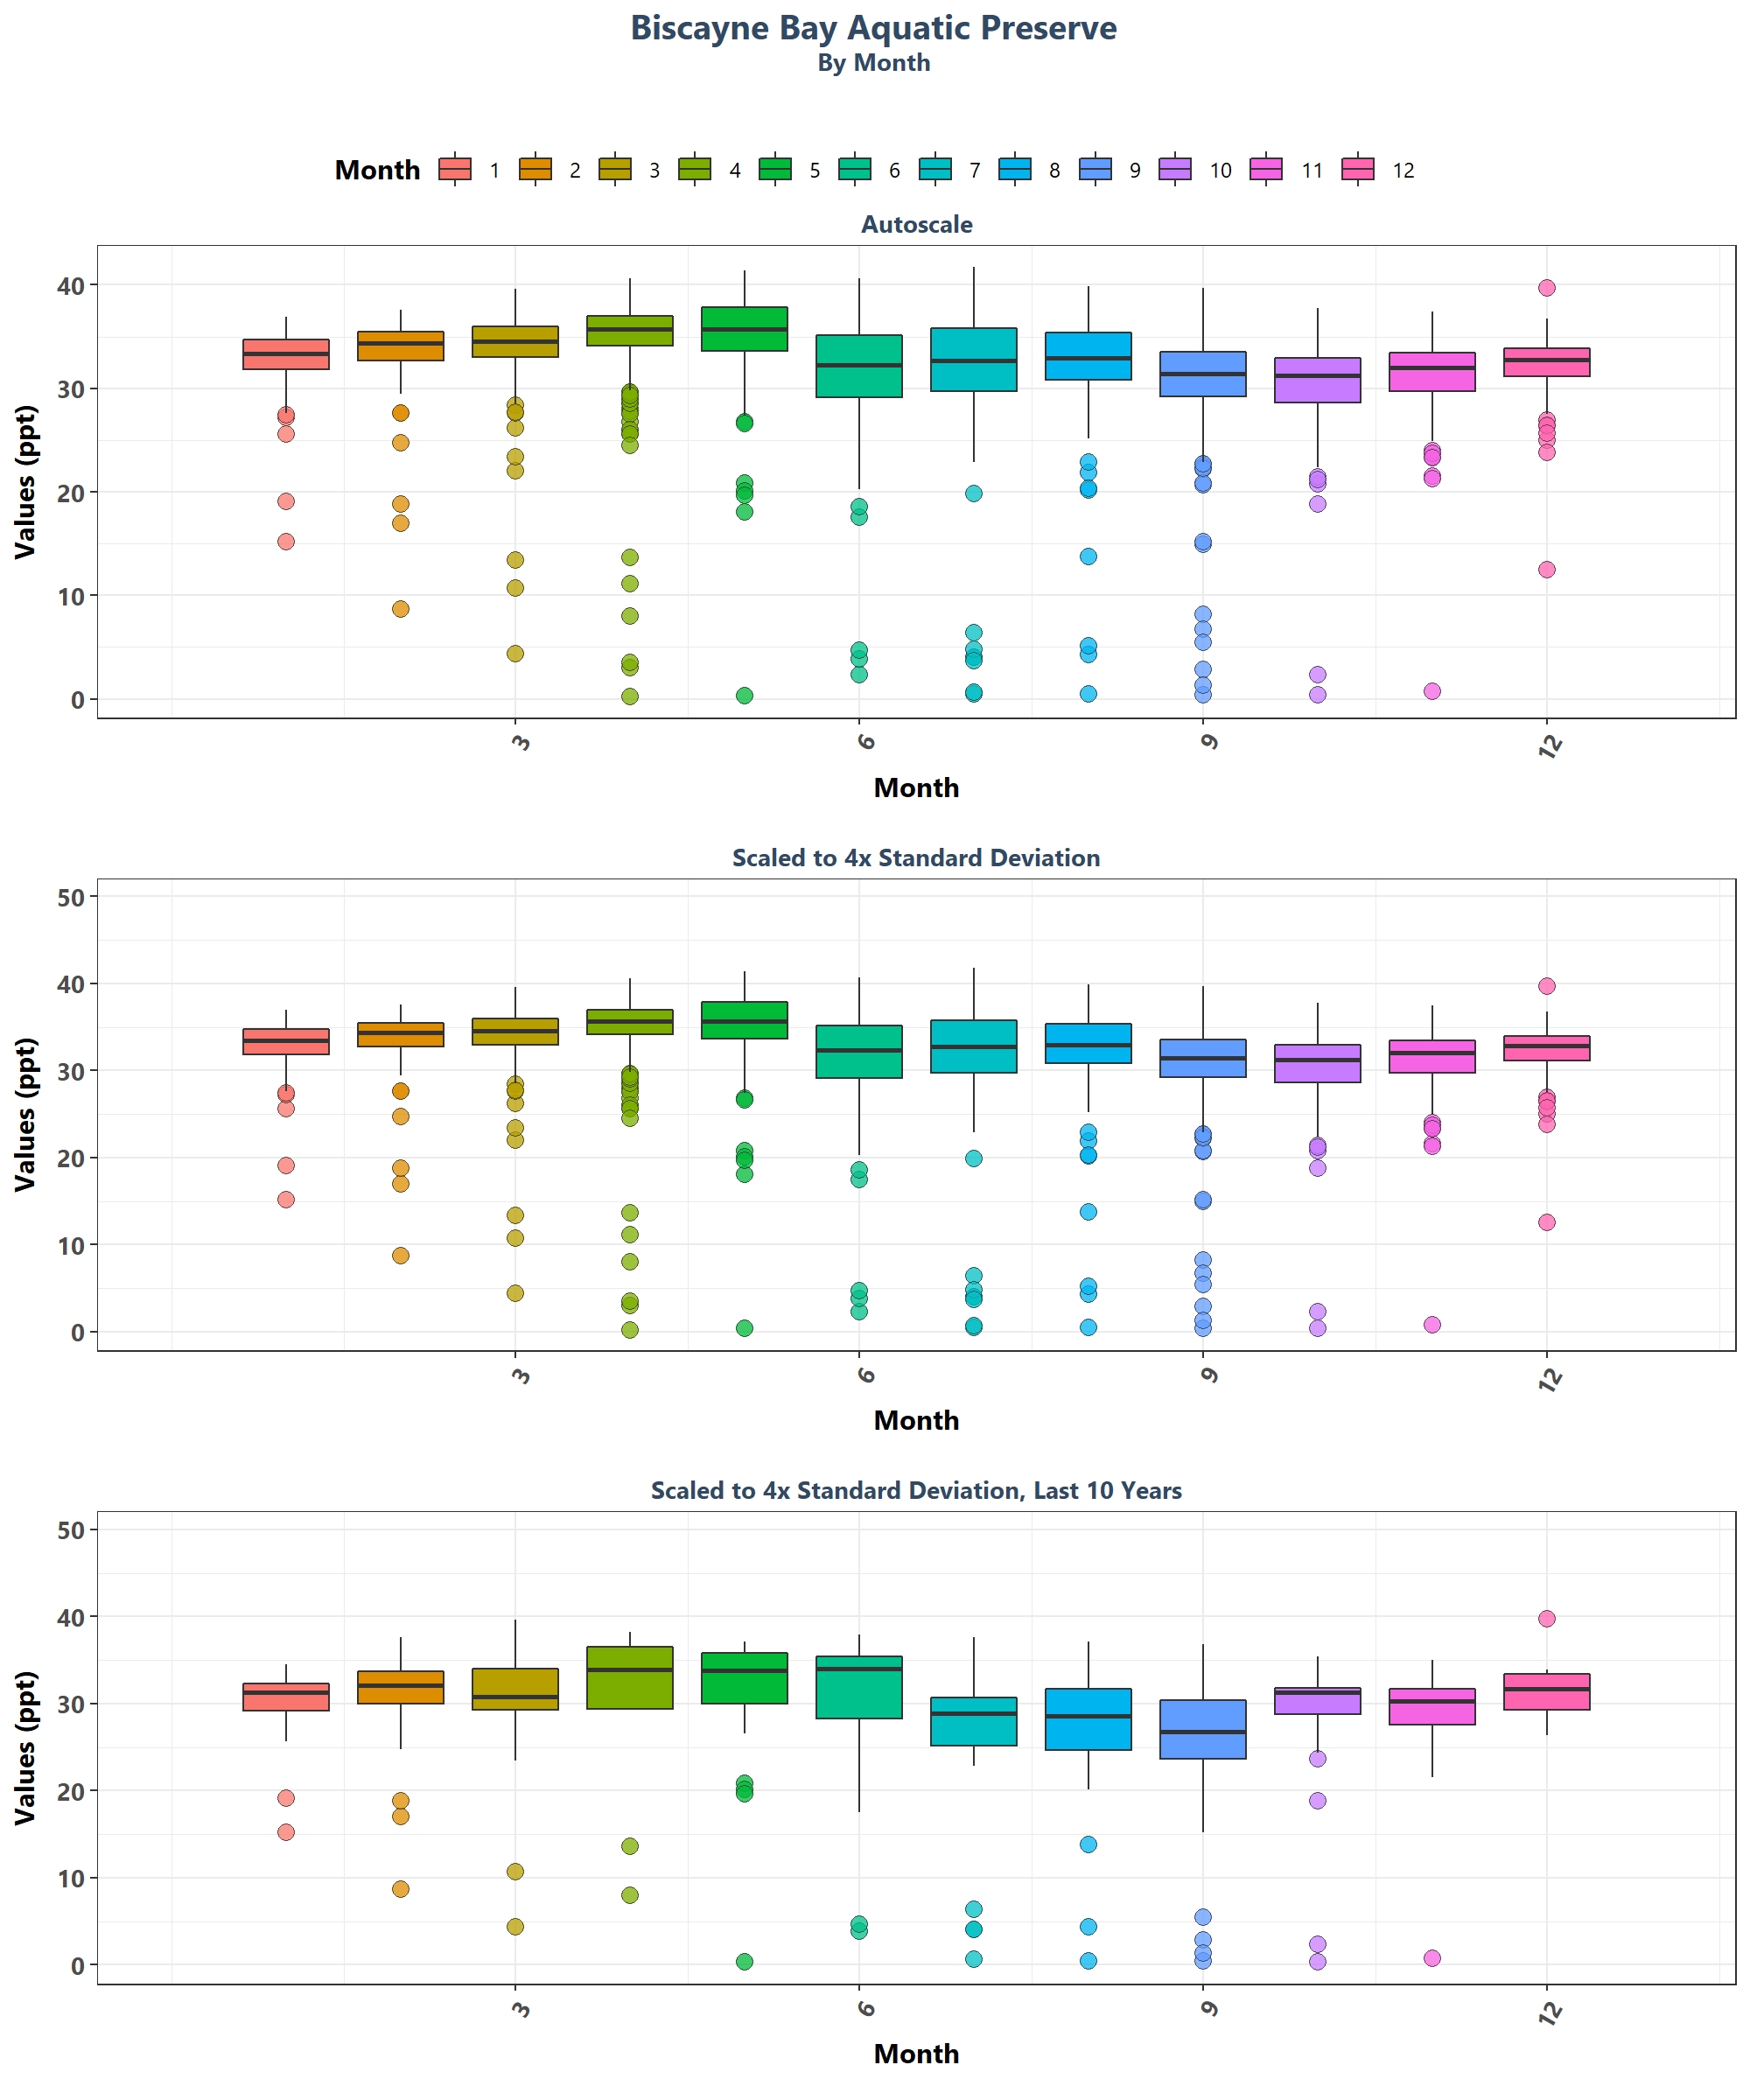 Biscayne Bay Aquatic Preserve
By Month
Month 1 2 3 4 5 6 7 8 9 10 11 12
Autoscale
Values (ppt)
40
30
20
10
0
3 6 9 12
Month
Scaled to 4x Standard Deviation
Values (ppt)
50
40
30
20
10
0
3 6 9 12
Month
Scaled to 4x Standard Deviation, Last 10 Years
Values (ppt)
50
40
30
20
10
0
3 6 9 12
Month